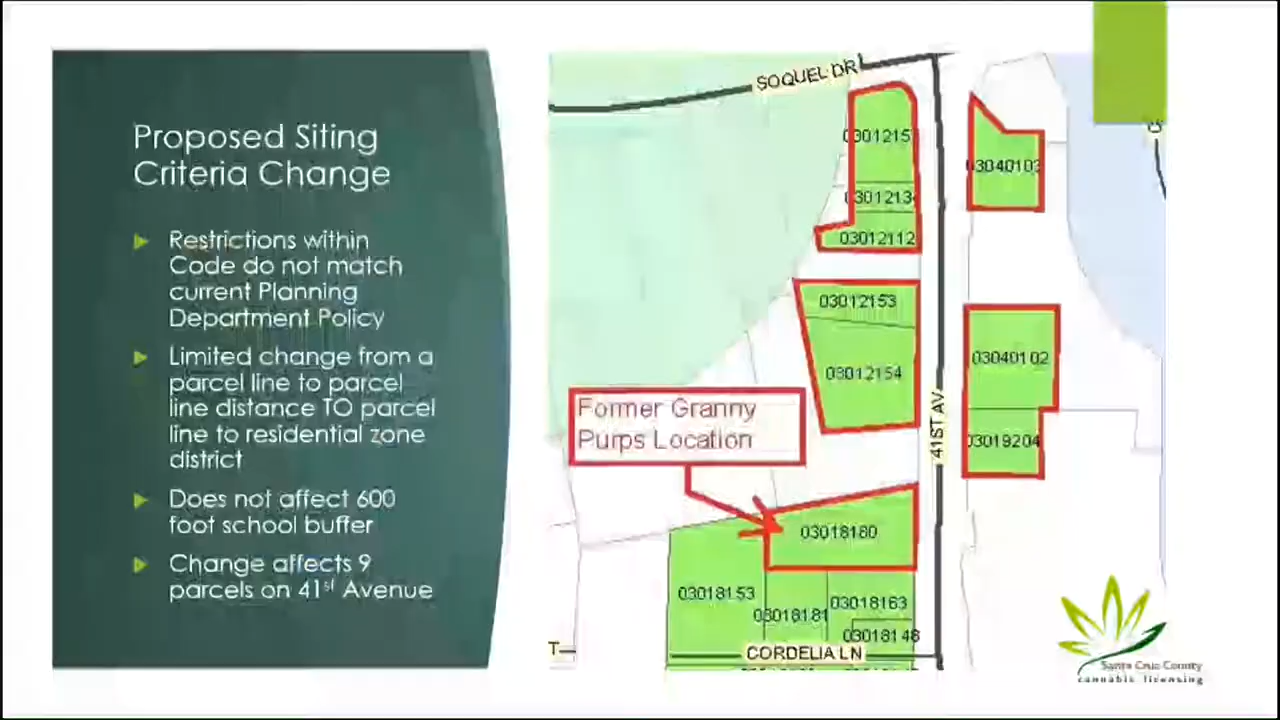 Proposed Siting
Criteria Change
Restrictions within
Code do not match
current Planning
Department Policy
Limited change from a
parcel line to parcel
line distance TO parcel
line to residential zone
district
Does not affect 600
foot school buffer
Change affects 9
parcels on 41st Avenue
SOQUEL DR
0301215
03040103
0301213
03012112
03012153
03012154
03040102
41ST AV
03019204
Former Granny
Purps Location
03018180
03018153
03018181
03018163
03018148
CORDELIA LN
T
Santa Cruz County
cannabis licensing